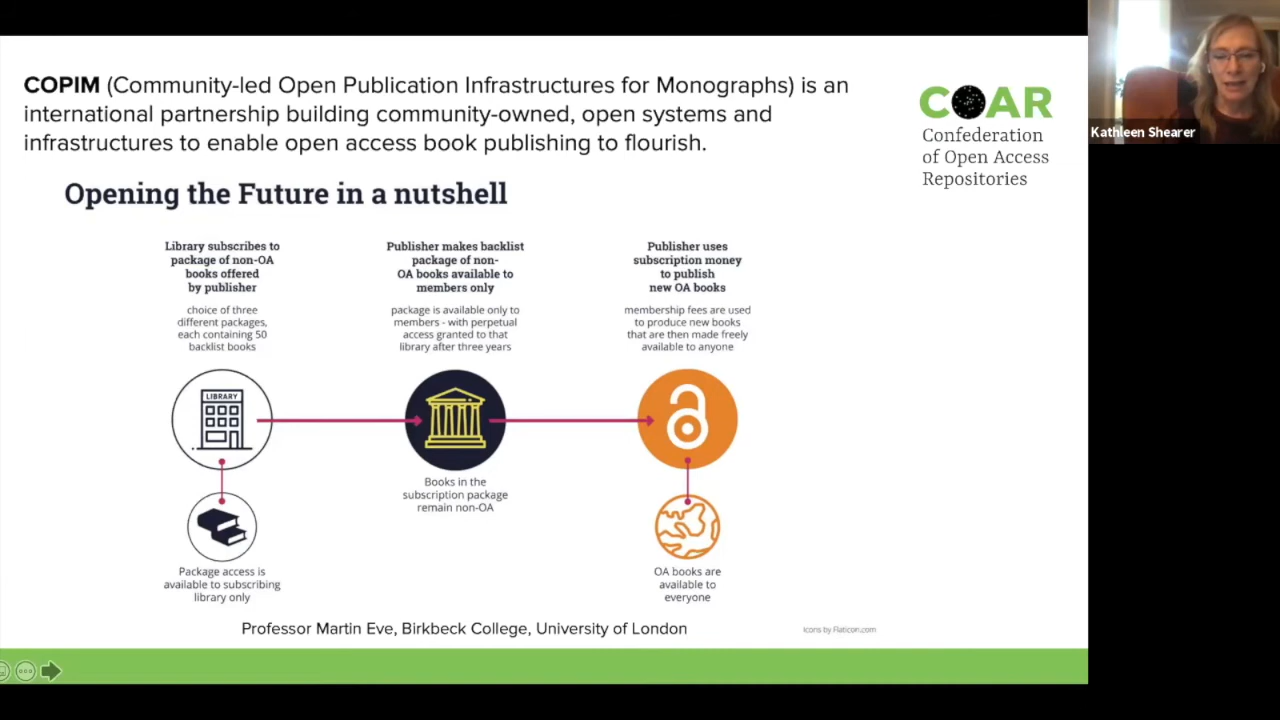 COPIM (Community-led Open Publication Infrastructures for Monographs) is an
international partnership building community-owned, open systems and
infrastructures to enable open access book publishing to flourish.
COAR
Confederation
of Open Access
Repositories
Kathleen Shearer
Opening the Future in a nutshell
Library subscribes to
package of non-OA
books offered
by publisher
choice of three
different packages,
each containing 50
backlist books
LIBRARY
Package access is
available to subscribing
library only
Publisher makes backlist
package of non-
OA books available to
members only
package is available only to
members - with perpetual
access granted to that
library after three years
Books in the
subscription package
remain non-OA
Publisher uses
subscription money
to publish
new OA books
membership fees are used
to produce new books
that are then made freely
available to anyone
OA books are
available to
everyone
Professor Martin Eve, Birkbeck College, University of London
Icons by Flaticon.com